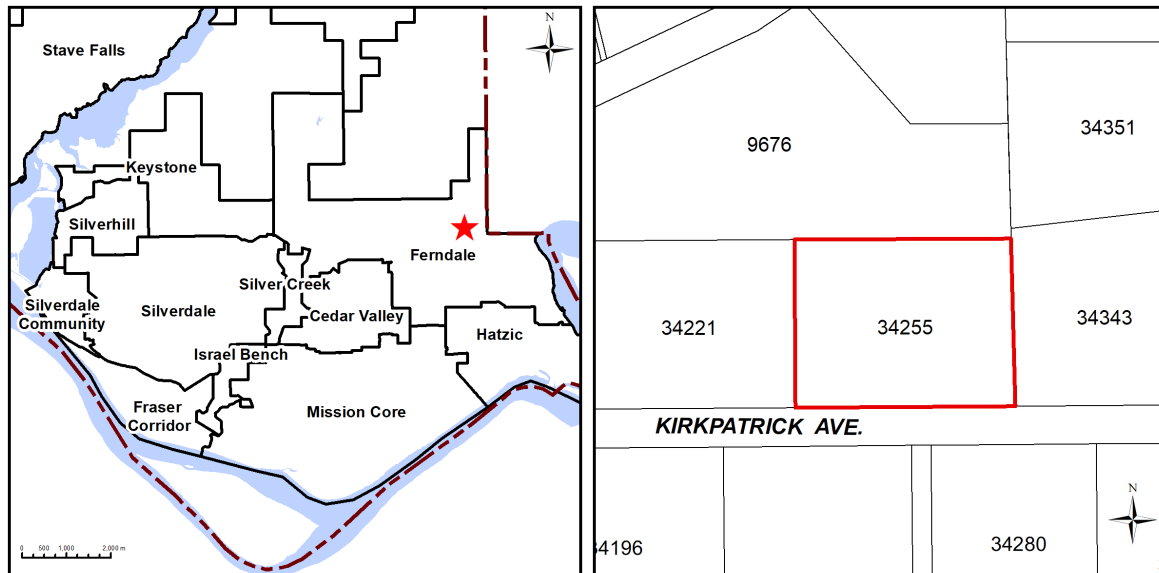 N
Stave Falls
Keystone
Silverhill
Ferndale
Silver Creek
Silverdale
Community
Silverdale
Cedar Valley
Hatzic
Israel Bench
Fraser
Corridor
Mission Core
0 500 1,000 2,000 m
9676
34351
34221
34255
34343
KIRKPATRICK AVE.
N
34280